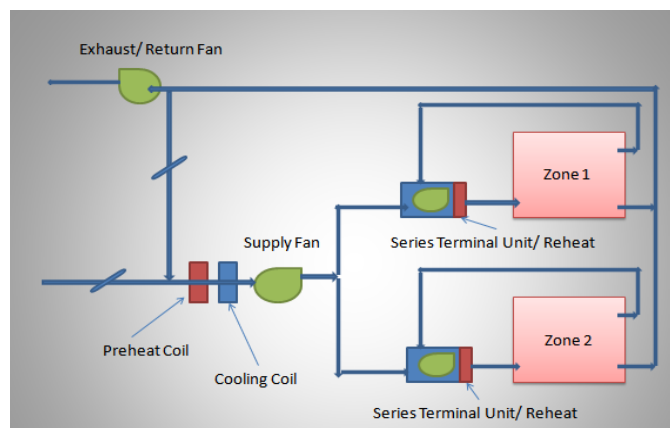 Exhaust/ Return Fan
Zone 1
Supply Fan
Series Terminal Unit/ Reheat
Preheat Coil
Cooling Coil
Zone 2
Series Terminal Unit/ Reheat